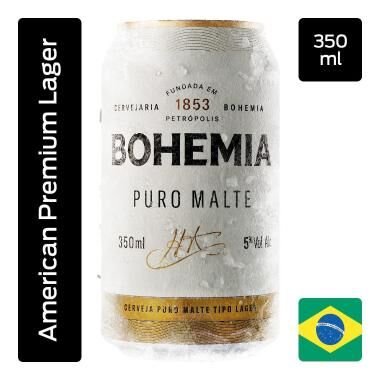 American Premium Lager
350
ml
FUNDADA EM
CERVEJARIA 1853 BOHEMIA
PETRÓPOLIS
BOHEMIA
PURO MALTE
350ml 5% Vol. Alc
CERVEJA PURO MALTE TIPO LAGER